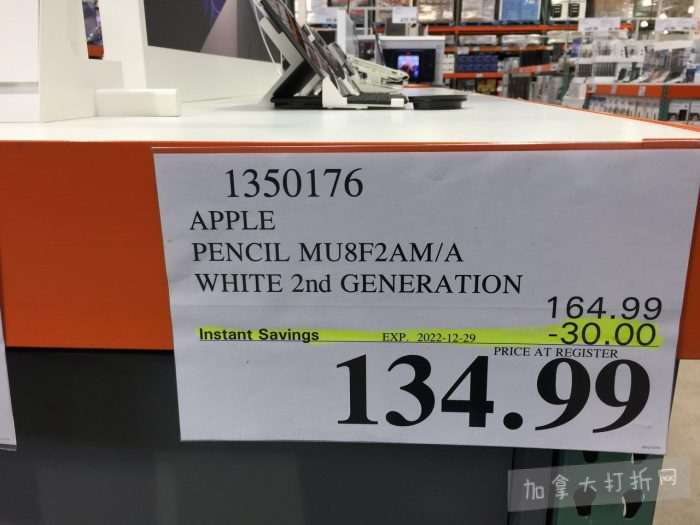 1350176
APPLE
PENCIL MU8F2AM/A
WHITE 2nd GENERATION
164.99
Instant Savings EXP. 2022-12-29 -30.00
PRICE AT REGISTER
134.99
加拿大打折网